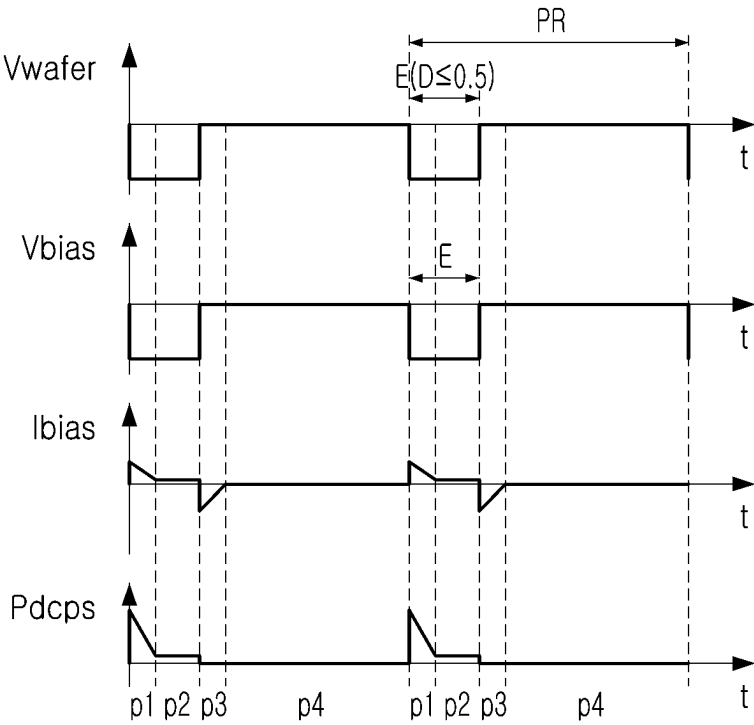 PR
Vwafer
E(D≤0.5)
t
Vbias
E
t
Ibias
t
Pdcps
t
p1 p2 p3 p4 p1 p2 p3 p4